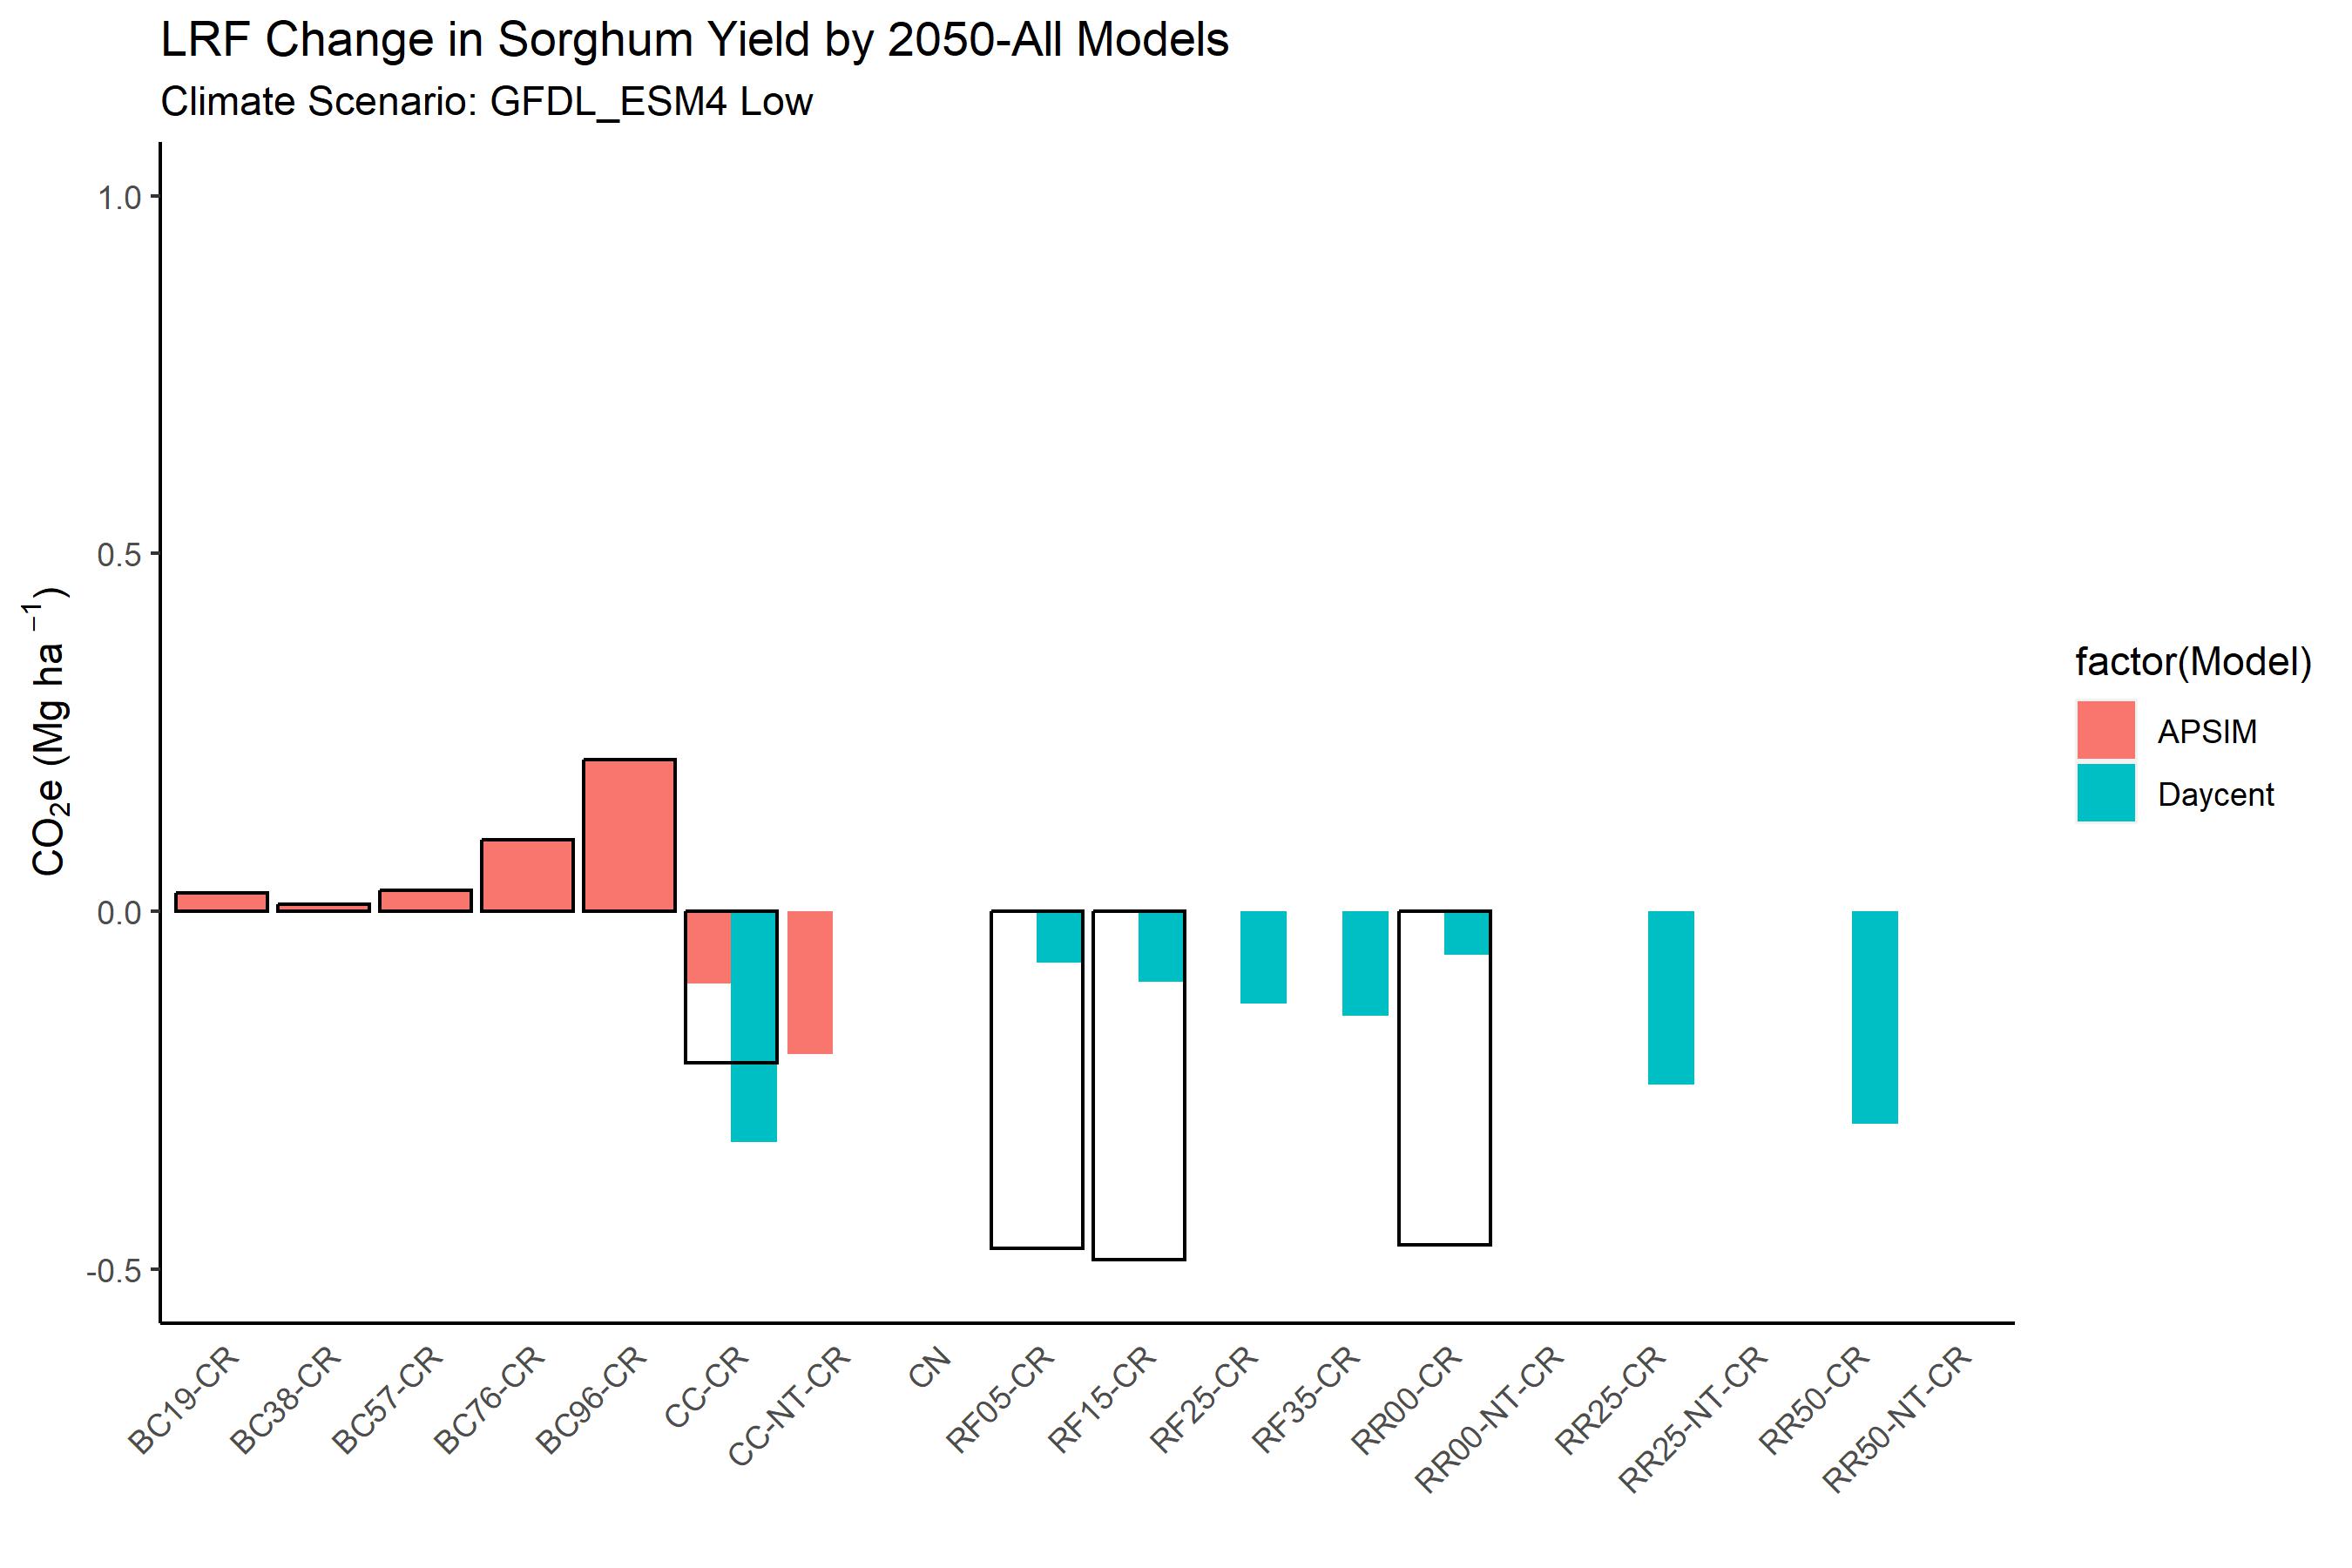 LRF Change in Sorghum Yield by 2050-All Models
Climate Scenario: GFDL_ESM4 Low
CO₂e (Mg ha ⁻¹)
1.0
0.5
0.0
-0.5
BC19-CR
BC38-CR
BC57-CR
BC76-CR
BC96-CR
CC-CR
CC-NT-CR
CN
RF05-CR
RF15-CR
RF25-CR
RF35-CR
RR00-CR
RR00-NT-CR
RR25-CR
RR25-NT-CR
RR50-CR
RR50-NT-CR
factor(Model)
APSIM
Daycent